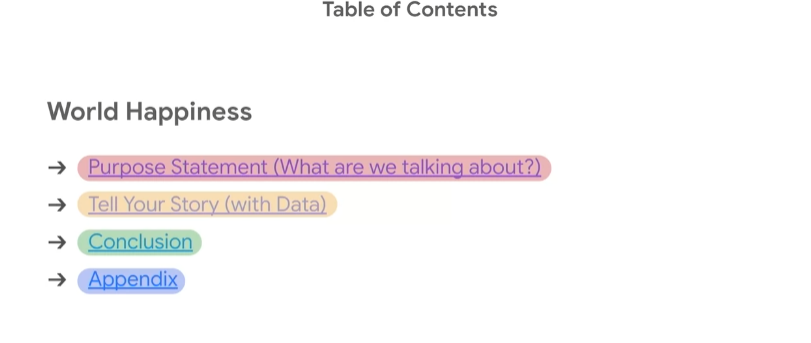 Table of Contents
World Happiness
→ Purpose Statement (What are we talking about?)
→ Tell Your Story (with Data)
→ Conclusion
→ Appendix